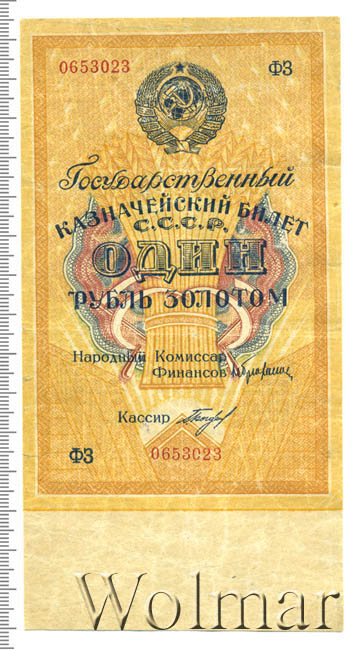 0653023 ФЗ
Государственный
КАЗНАЧЕЙСКИЙ БИЛЕТ
С.С.С.Р.
ОДИН
РУБЛЬ ЗОЛОТОМ
Народный Комиссар
Финансов
Кассир
ФЗ 0653023
Wolmar